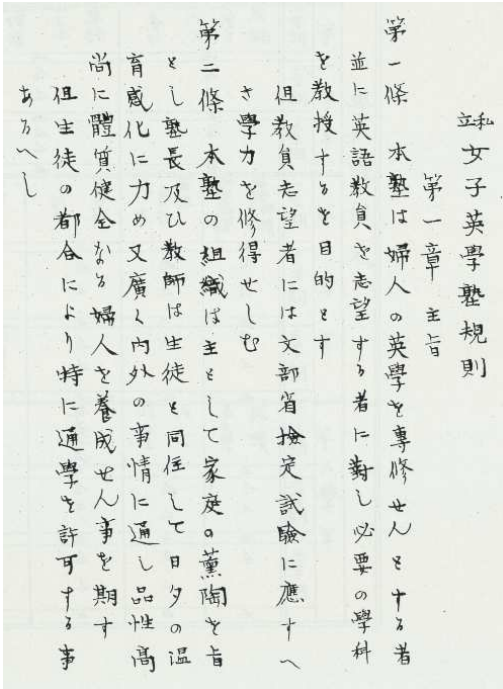 私立女子英學塾規則
第一章 主旨
第一條 本塾は婦人の英學を專修せんとする者
並に英語教員を志望する者に對し必要の學科
を教授するを目的とす
但教員志望者には文部省檢定試驗に應すへ
き學力を修得せしむ
第二條 本塾の組織は主として家庭の薰陶を旨
とし塾長及ひ教師は生徒と同住して日夕の温
育感化に力め又廣く内外の事情に通し品性高
尚に體質健全なる婦人を養成せん事を期す
但生徒の都合により時に通學を許可する事
あるへし